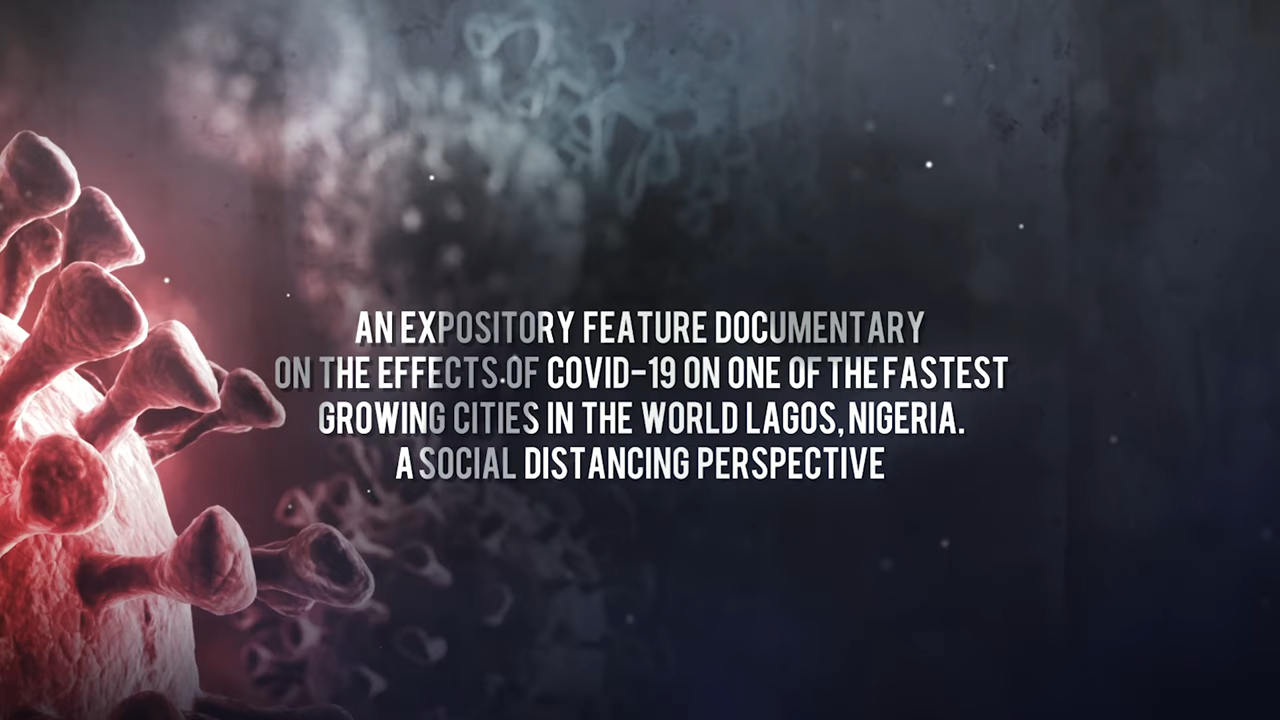 AN EXPOSITORY FEATURE DOCUMENTARY
ON THE EFFECTS OF COVID-19 ON ONE OF THE FASTEST
GROWING CITIES IN THE WORLD LAGOS, NIGERIA.
A SOCIAL DISTANCING PERSPECTIVE